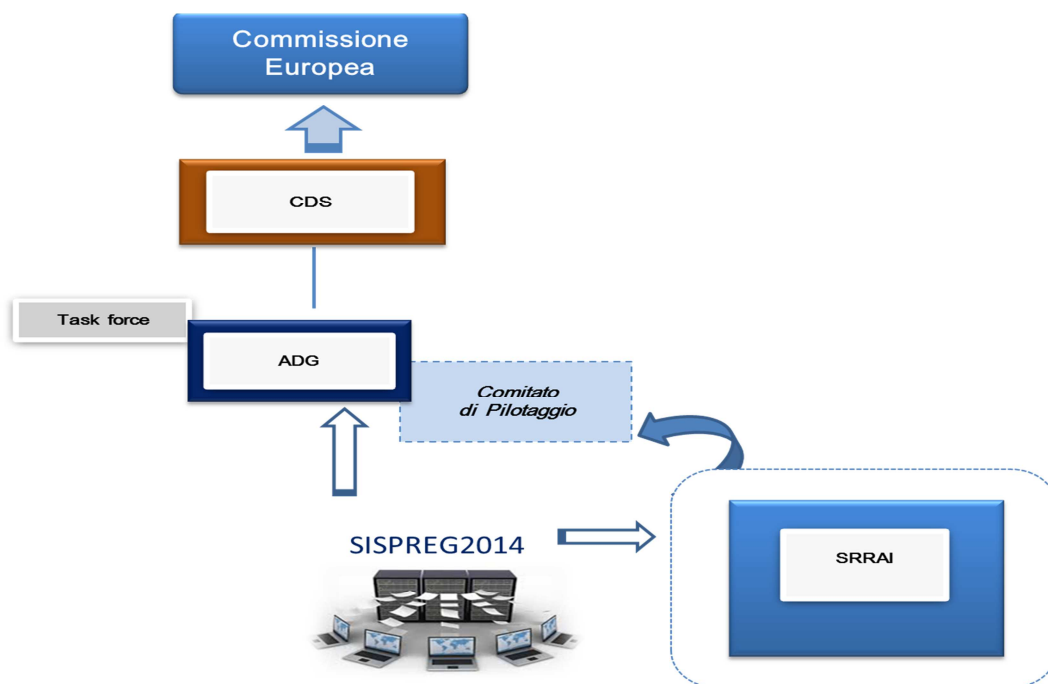 Commissione
Europea
CDS
Task force
ADG
Comitato
di Pilotaggio
SISPREG2014
SRRAI